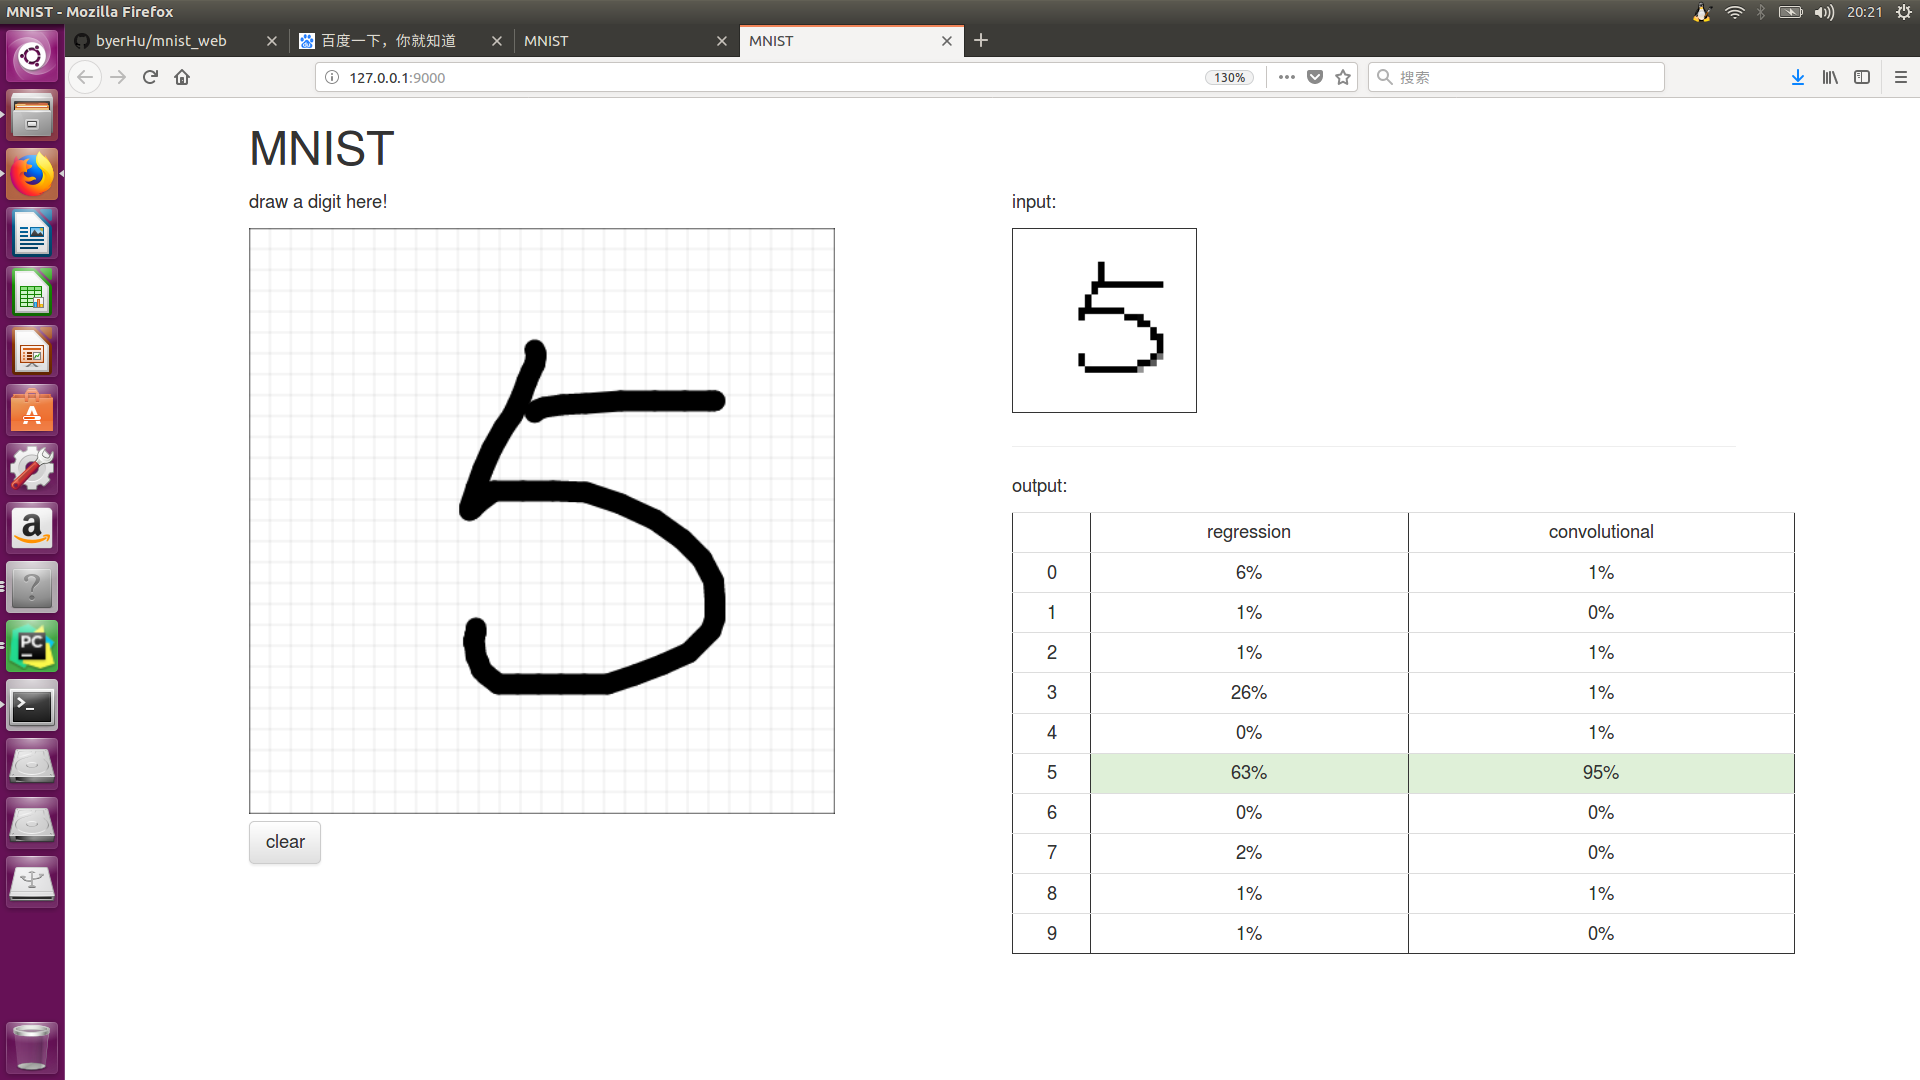 MNIST - Mozilla Firefox
20:21
byerHu/mnist_web
百度一下，你就知道
MNIST
MNIST
127.0.0.1:9000
130%
搜索
MNIST
draw a digit here!
5
clear
input:
5
output:
regression convolutional
0 6% 1%
1 1% 0%
2 1% 1%
3 26% 1%
4 0% 1%
5 63% 95%
6 0% 0%
7 2% 0%
8 1% 1%
9 1% 0%
A
a
?
PC
>_